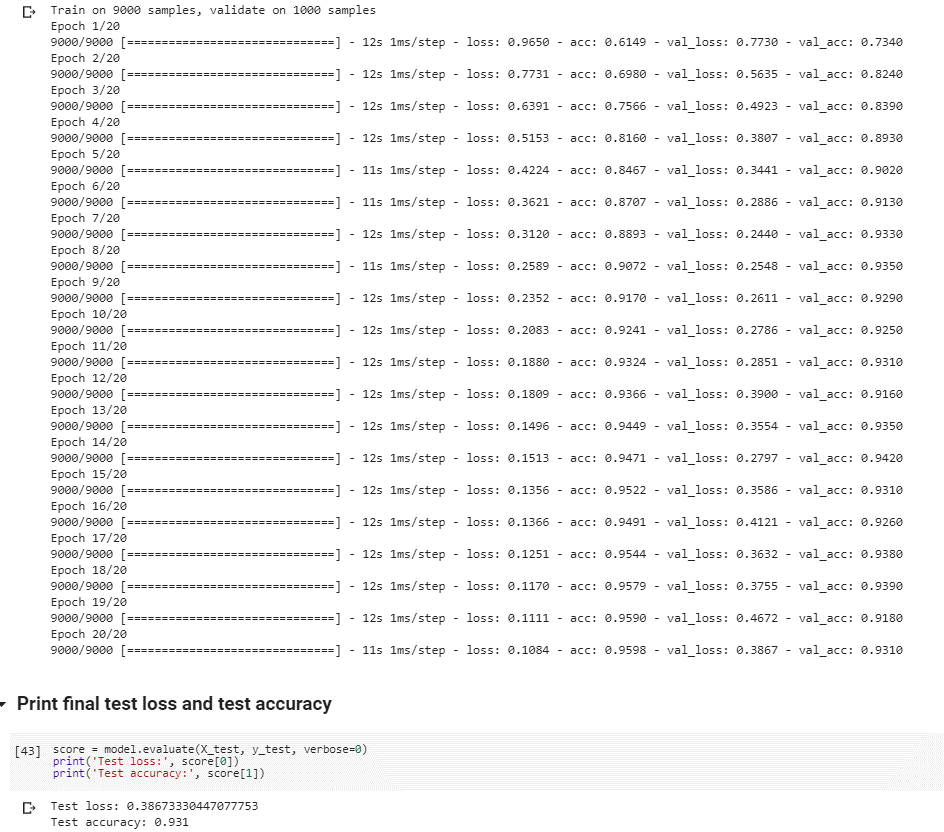 Train on 9000 samples, validate on 1000 samples
Epoch 1/20
9000/9000 [==============================] - 12s 1ms/step - loss: 0.9650 - acc: 0.6149 - val_loss: 0.7730 - val_acc: 0.7340
Epoch 2/20
9000/9000 [==============================] - 12s 1ms/step - loss: 0.7731 - acc: 0.6980 - val_loss: 0.5635 - val_acc: 0.8240
Epoch 3/20
9000/9000 [==============================] - 12s 1ms/step - loss: 0.6391 - acc: 0.7566 - val_loss: 0.4923 - val_acc: 0.8390
Epoch 4/20
9000/9000 [==============================] - 12s 1ms/step - loss: 0.5153 - acc: 0.8160 - val_loss: 0.3807 - val_acc: 0.8930
Epoch 5/20
9000/9000 [==============================] - 11s 1ms/step - loss: 0.4224 - acc: 0.8467 - val_loss: 0.3441 - val_acc: 0.9020
Epoch 6/20
9000/9000 [==============================] - 11s 1ms/step - loss: 0.3621 - acc: 0.8707 - val_loss: 0.2886 - val_acc: 0.9130
Epoch 7/20
9000/9000 [==============================] - 12s 1ms/step - loss: 0.3120 - acc: 0.8893 - val_loss: 0.2440 - val_acc: 0.9330
Epoch 8/20
9000/9000 [==============================] - 11s 1ms/step - loss: 0.2589 - acc: 0.9072 - val_loss: 0.2548 - val_acc: 0.9350
Epoch 9/20
9000/9000 [==============================] - 12s 1ms/step - loss: 0.2352 - acc: 0.9170 - val_loss: 0.2611 - val_acc: 0.9290
Epoch 10/20
9000/9000 [==============================] - 12s 1ms/step - loss: 0.2083 - acc: 0.9241 - val_loss: 0.2786 - val_acc: 0.9250
Epoch 11/20
9000/9000 [==============================] - 12s 1ms/step - loss: 0.1880 - acc: 0.9324 - val_loss: 0.2851 - val_acc: 0.9310
Epoch 12/20
9000/9000 [==============================] - 12s 1ms/step - loss: 0.1809 - acc: 0.9366 - val_loss: 0.3900 - val_acc: 0.9160
Epoch 13/20
9000/9000 [==============================] - 12s 1ms/step - loss: 0.1496 - acc: 0.9449 - val_loss: 0.3554 - val_acc: 0.9350
Epoch 14/20
9000/9000 [==============================] - 12s 1ms/step - loss: 0.1513 - acc: 0.9471 - val_loss: 0.2797 - val_acc: 0.9420
Epoch 15/20
9000/9000 [==============================] - 12s 1ms/step - loss: 0.1356 - acc: 0.9522 - val_loss: 0.3586 - val_acc: 0.9310
Epoch 16/20
9000/9000 [==============================] - 12s 1ms/step - loss: 0.1366 - acc: 0.9491 - val_loss: 0.4121 - val_acc: 0.9260
Epoch 17/20
9000/9000 [==============================] - 12s 1ms/step - loss: 0.1251 - acc: 0.9544 - val_loss: 0.3632 - val_acc: 0.9380
Epoch 18/20
9000/9000 [==============================] - 12s 1ms/step - loss: 0.1170 - acc: 0.9579 - val_loss: 0.3755 - val_acc: 0.9390
Epoch 19/20
9000/9000 [==============================] - 12s 1ms/step - loss: 0.1111 - acc: 0.9590 - val_loss: 0.4672 - val_acc: 0.9180
Epoch 20/20
9000/9000 [==============================] - 11s 1ms/step - loss: 0.1084 - acc: 0.9598 - val_loss: 0.3867 - val_acc: 0.9310
Print final test loss and test accuracy
[43] score = model.evaluate(X_test, y_test, verbose=0)
print('Test loss:', score[0])
print('Test accuracy:', score[1])
Test loss: 0.38673330447077753
Test accuracy: 0.931